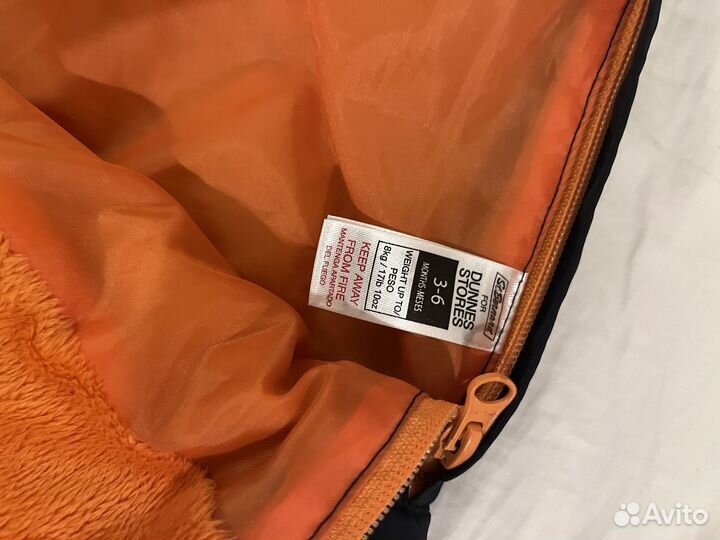 St Bernard
FOR
DUNNES
STORES
3-6
MONTHS-MESES
WEIGHT UP TO/
PESO
8kg / 17lb 10oz
KEEP AWAY
FROM FIRE
MANTENGA APARTADO
DEL FUEGO
Avito